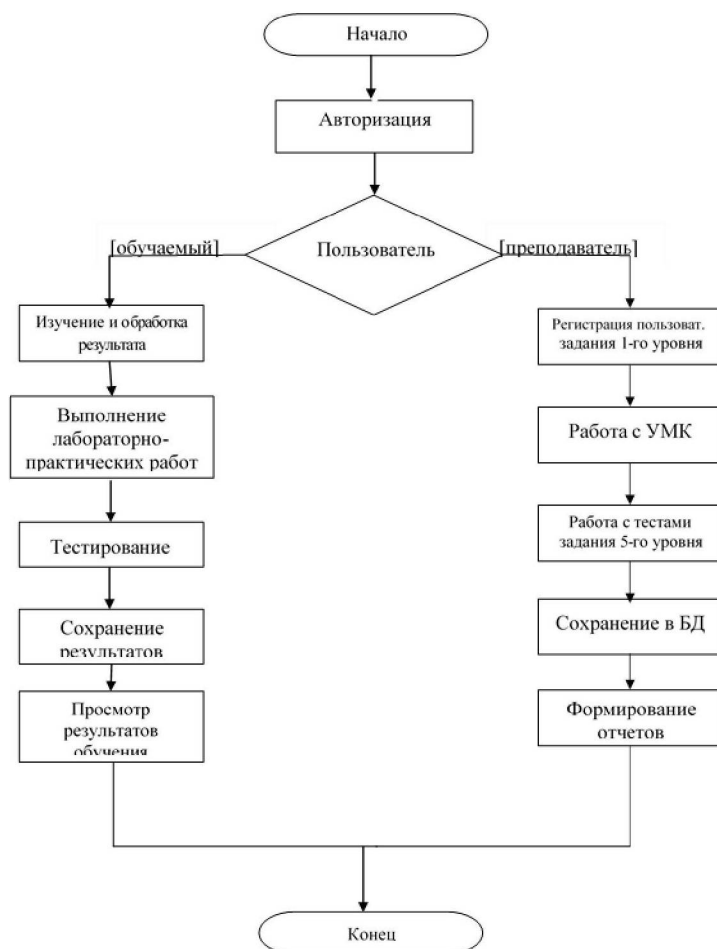 Начало
Авторизация
Пользователь
[обучаемый]
[преподаватель]
Изучение и обработка
результата
Выполнение
лабораторно-
практических работ
Тестирование
Сохранение
результатов
Просмотр
результатов
обучения
Регистрация пользоват.
задания 1-го уровня
Работа с УМК
Работа с тестами
задания 5-го уровня
Сохранение в БД
Формирование
отчетов
Конец